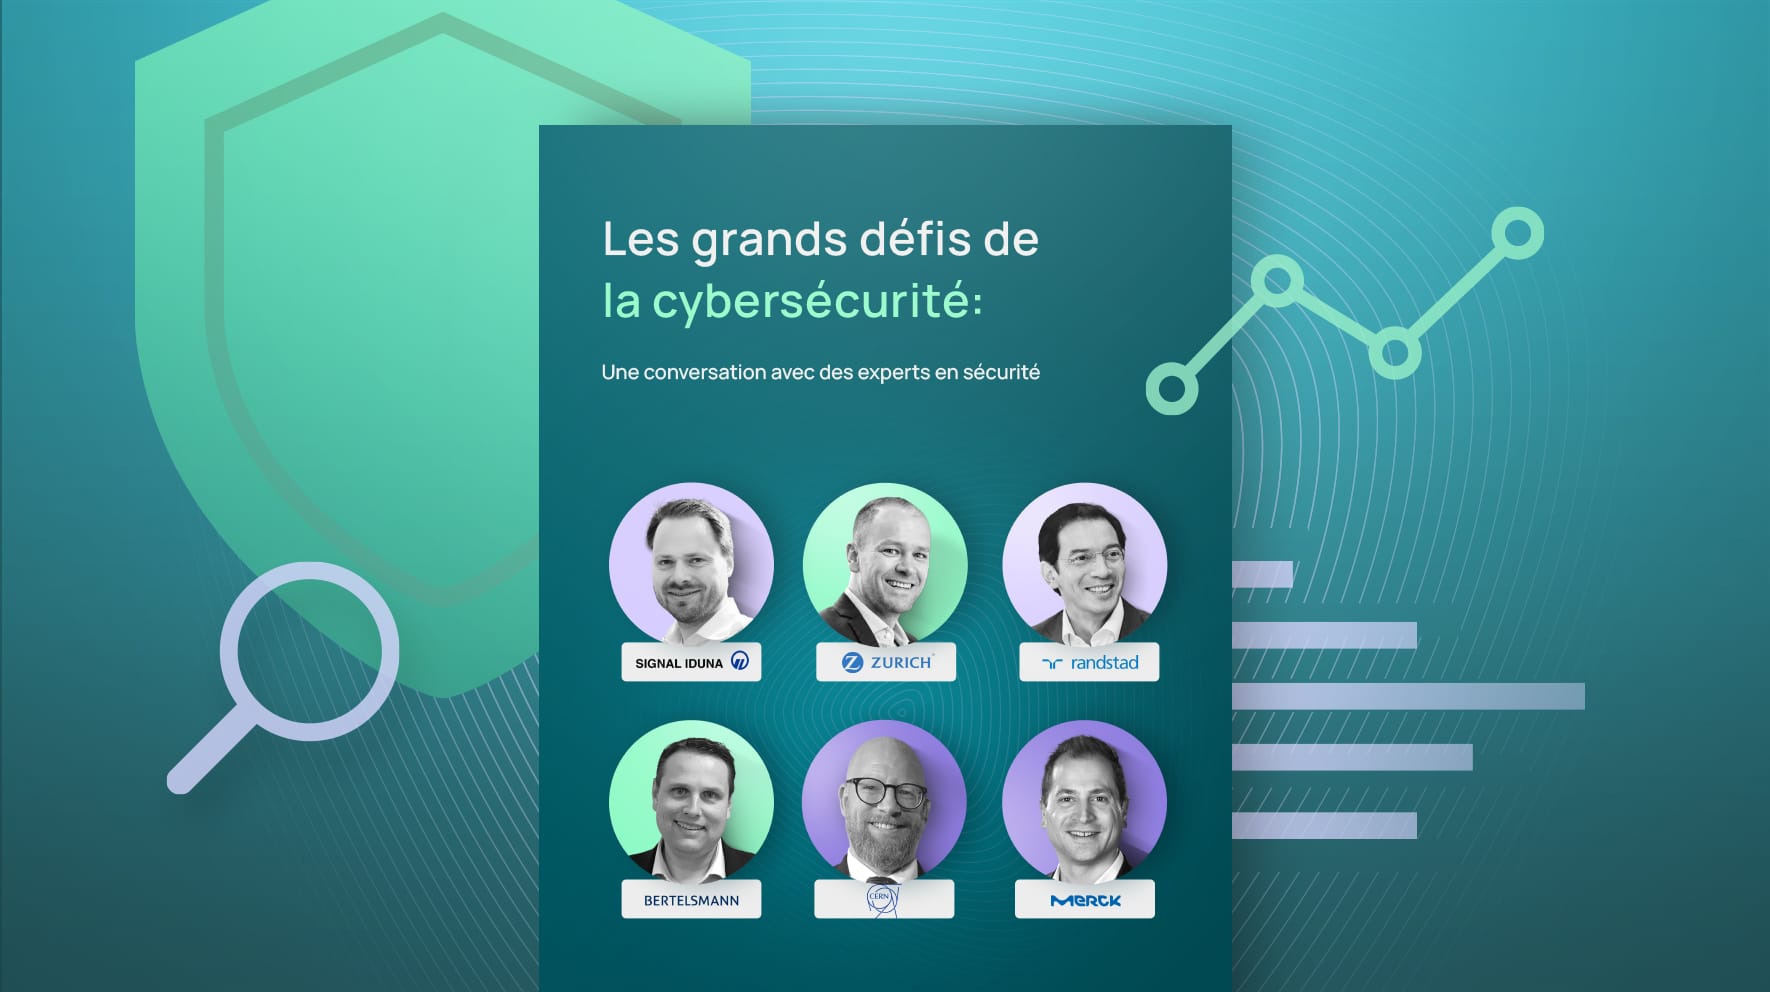 Les grands défis de
la cybersécurité:
Une conversation avec des experts en sécurité
SIGNAL IDUNA
ZURICH
randstad
BERTELSMANN
CERN
MERCK